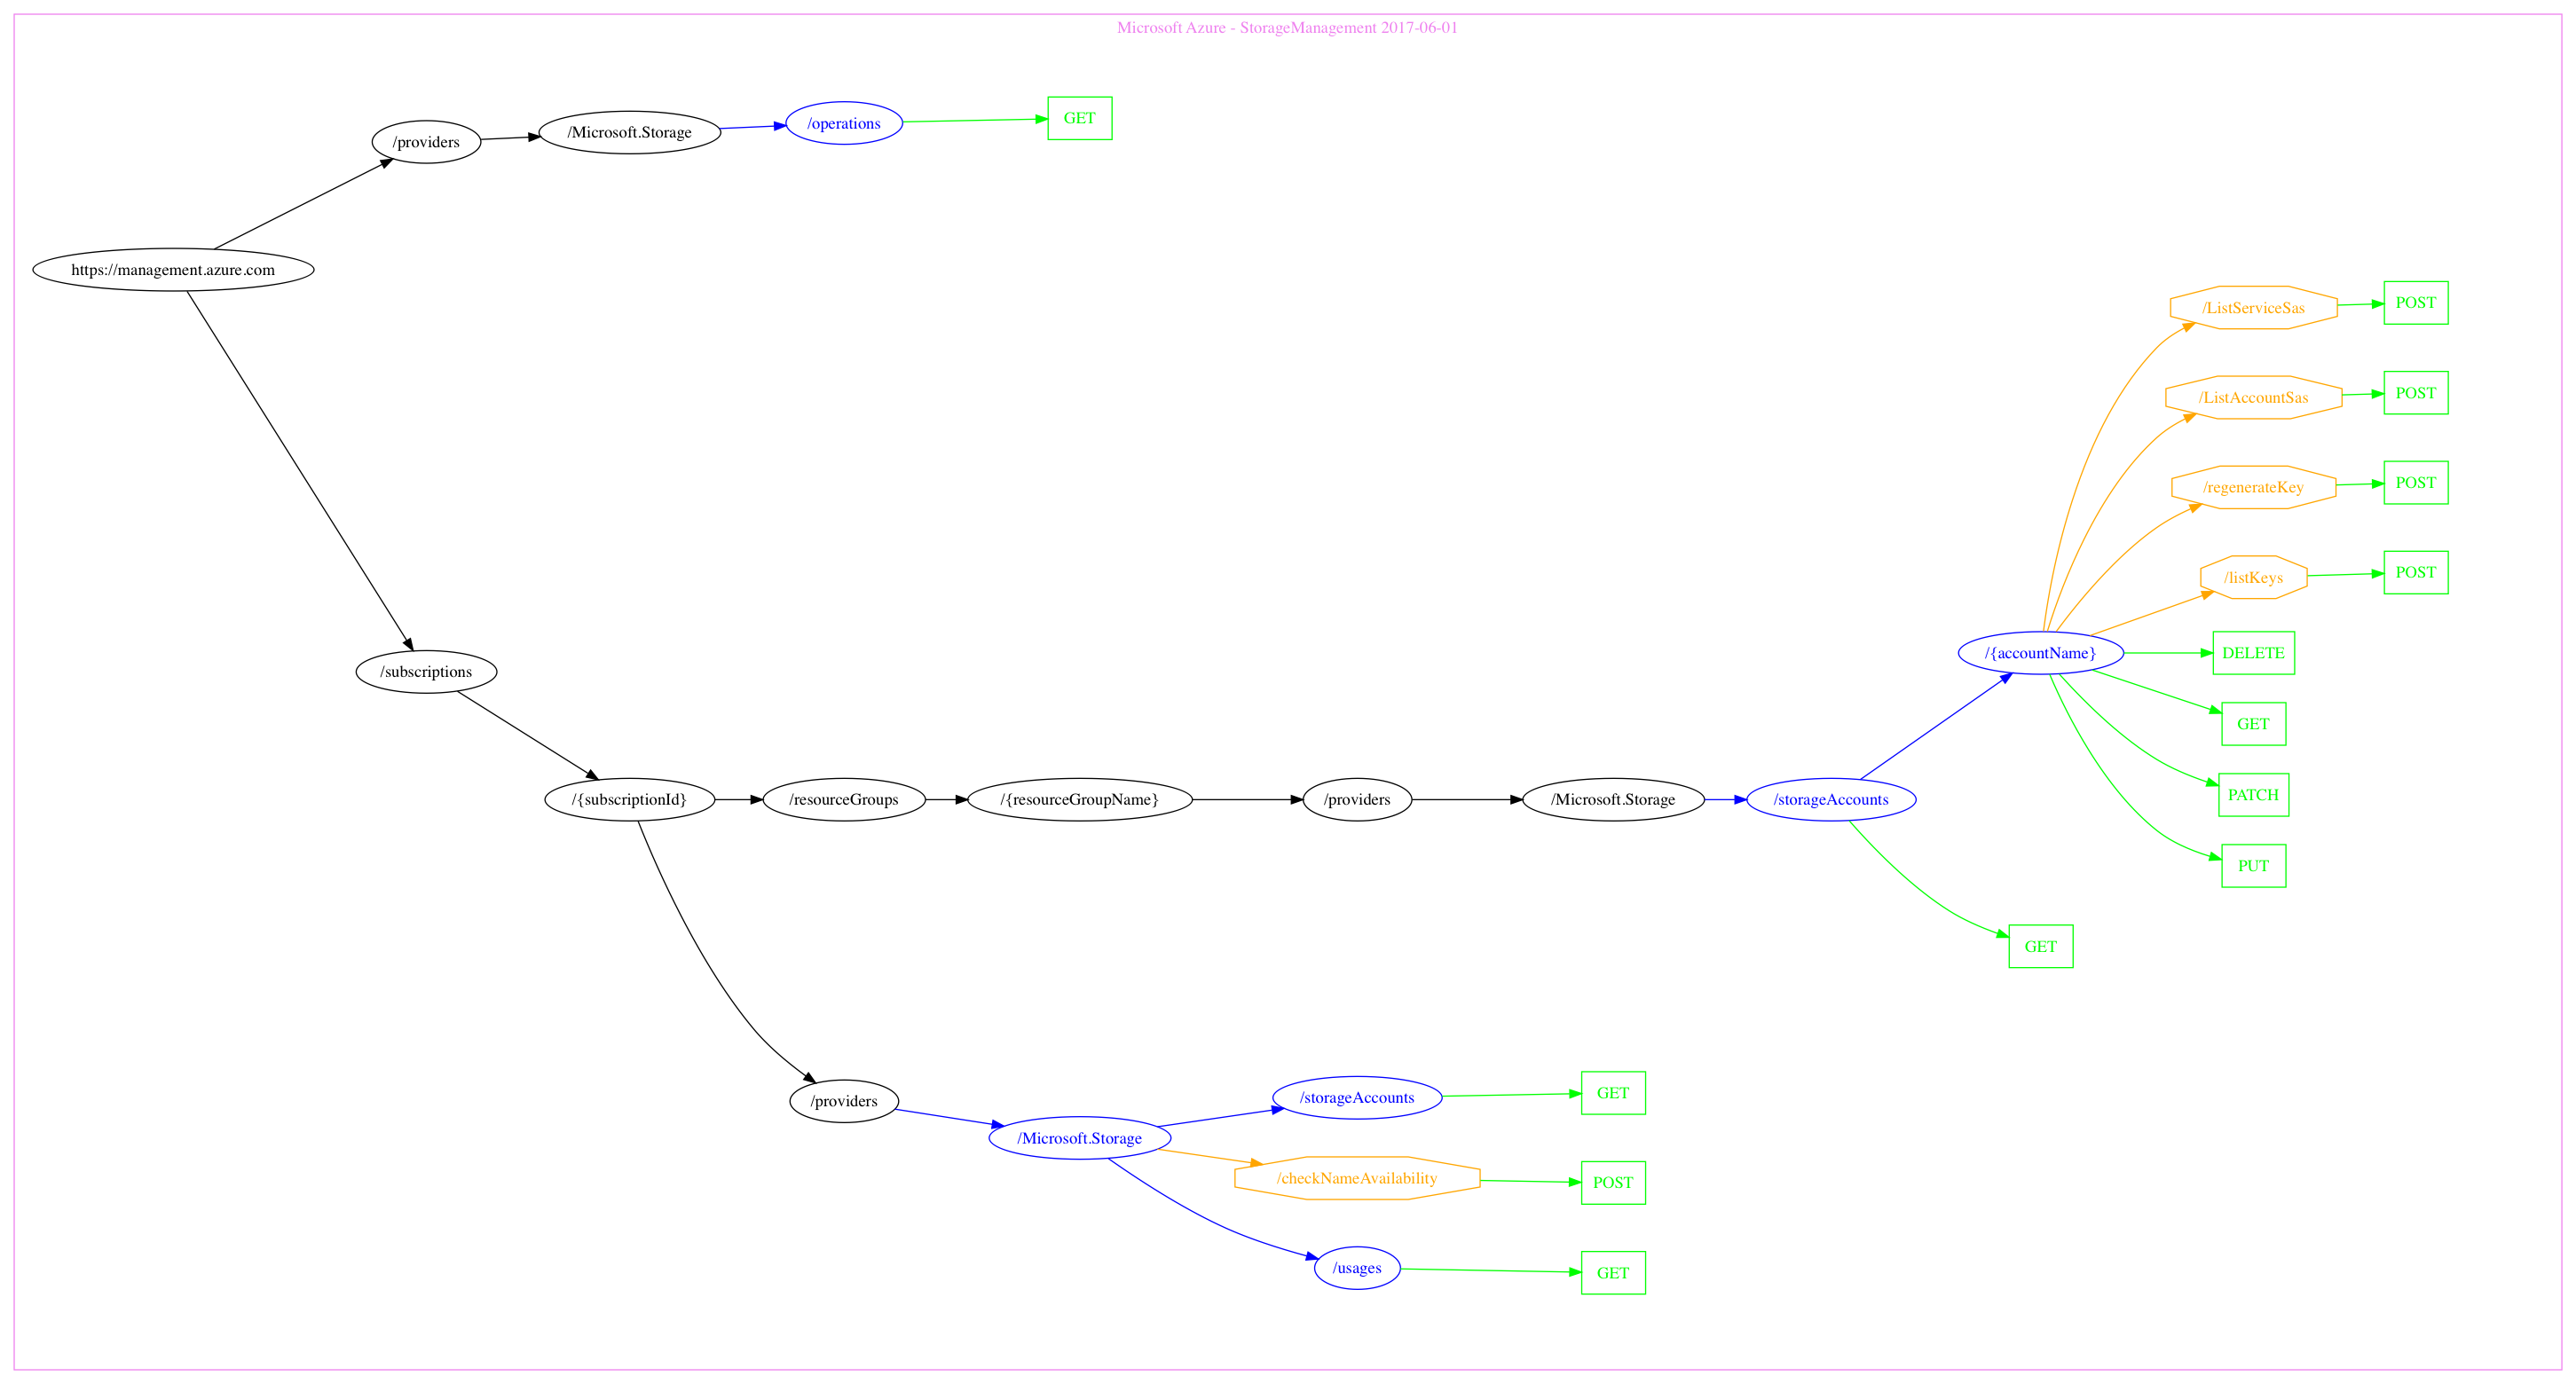 Microsoft Azure - StorageManagement 2017-06-01
https://management.azure.com
/providers
/Microsoft.Storage
/operations
GET
/subscriptions
/{subscriptionId}
/resourceGroups
/{resourceGroupName}
/providers
/Microsoft.Storage
/storageAccounts
/{accountName}
/ListServiceSas
POST
/ListAccountSas
POST
/regenerateKey
POST
/listKeys
POST
DELETE
GET
PATCH
PUT
GET
/providers
/Microsoft.Storage
/storageAccounts
GET
/checkNameAvailability
POST
/usages
GET